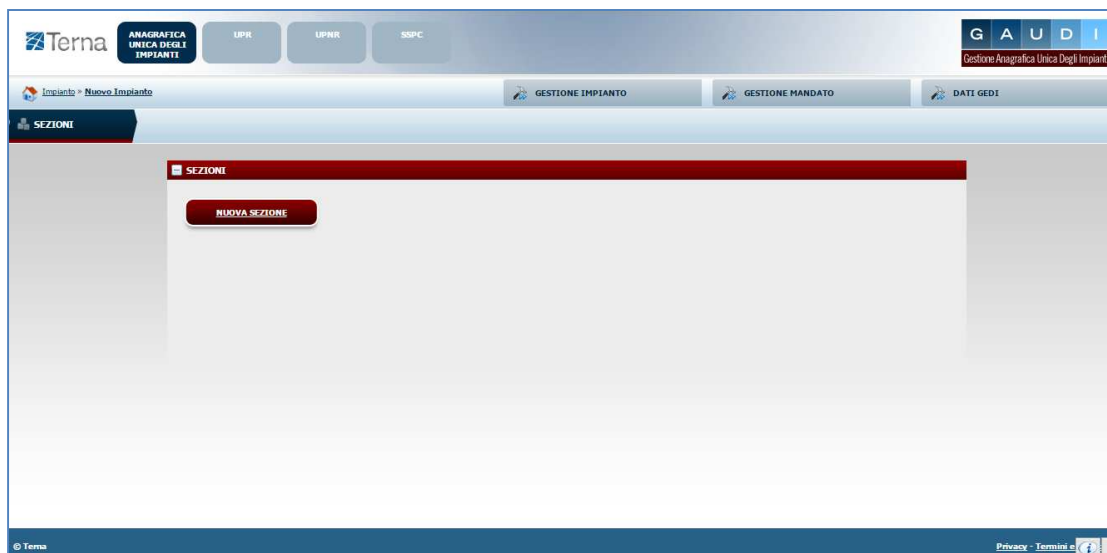 Terna
ANAGRAFICA
UNICA DEGLI
IMPIANTI
UPR
UPNR
SSPC
G A U D I
Gestione Anagrafica Unica Degli Impiant
Impianto » Nuovo Impianto
GESTIONE IMPIANTO
GESTIONE MANDATO
DATI GEDI
SEZIONI
SEZIONI
NUOVA SEZIONE
© Terna
Privacy - Termini e